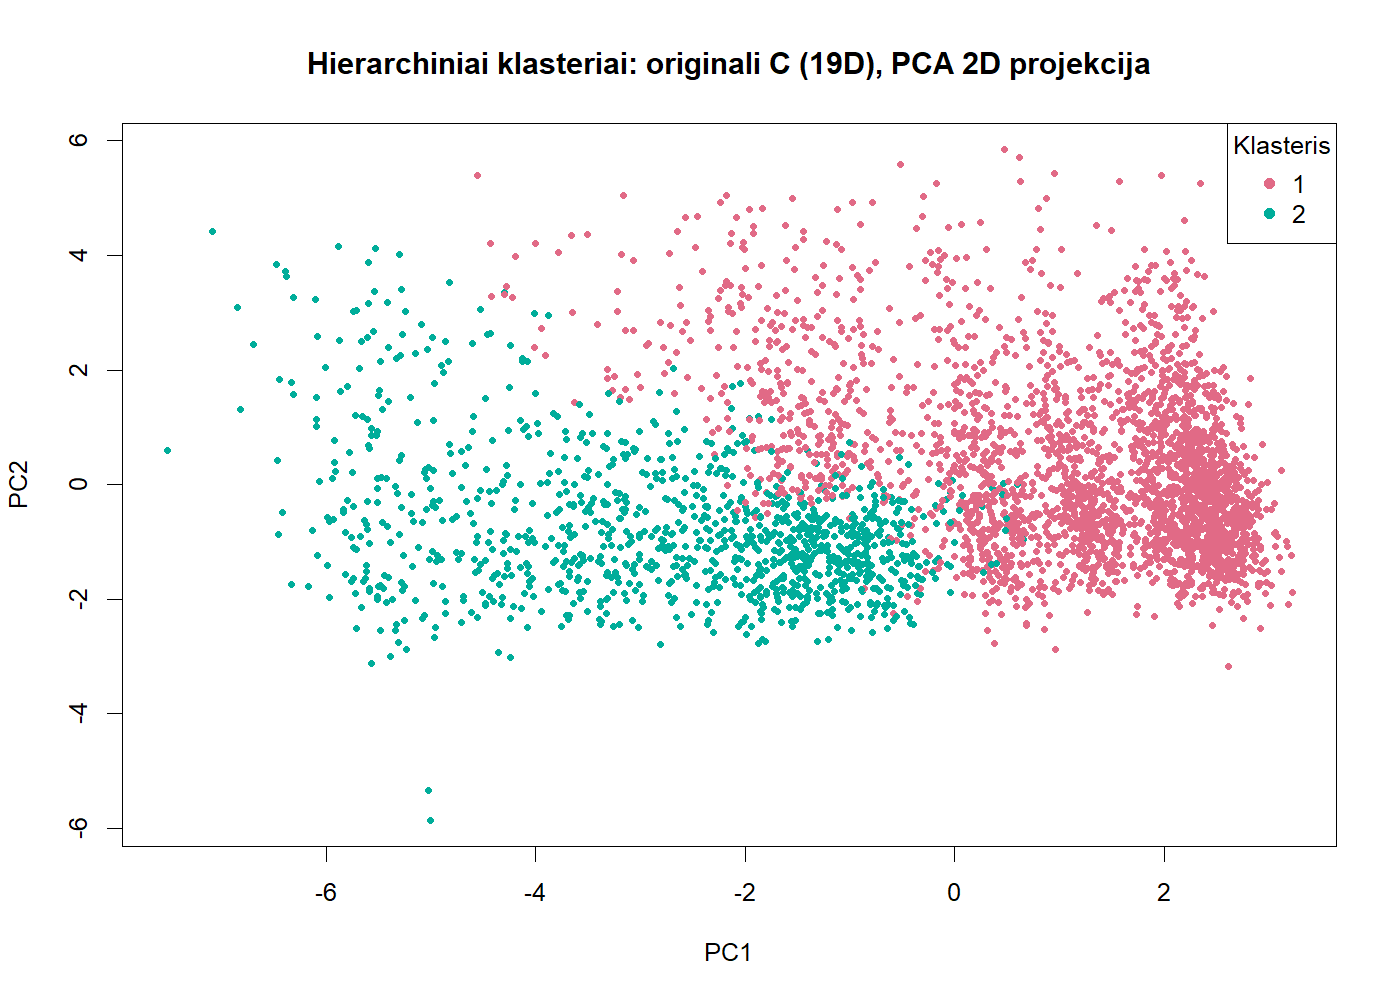 Hierarchiniai klasteriai: originali C (19D), PCA 2D projekcija
Klasteris
1
2
PC2
6
4
2
0
-2
-4
-6
-6 -4 -2 0 2
PC1